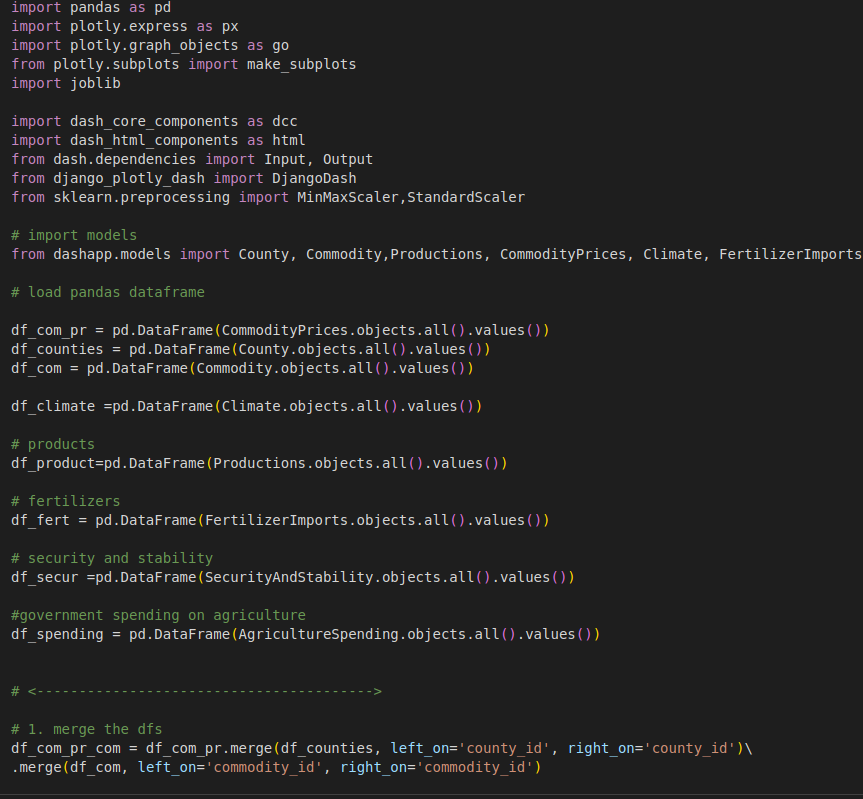 import pandas as pd
import plotly.express as px
import plotly.graph_objects as go
from plotly.subplots import make_subplots
import joblib
import dash_core_components as dcc
import dash_html_components as html
from dash.dependencies import Input, Output
from django_plotly_dash import DjangoDash
from sklearn.preprocessing import MinMaxScaler,StandardScaler
# import models
from dashapp.models import County, Commodity,Productions, CommodityPrices, Climate, FertilizerImports
# load pandas dataframe
df_com_pr = pd.DataFrame(CommodityPrices.objects.all().values())
df_counties = pd.DataFrame(County.objects.all().values())
df_com = pd.DataFrame(Commodity.objects.all().values())
df_climate =pd.DataFrame(Climate.objects.all().values())
# products
df_product=pd.DataFrame(Productions.objects.all().values())
# fertilizers
df_fert = pd.DataFrame(FertilizerImports.objects.all().values())
# security and stability
df_secur =pd.DataFrame(SecurityAndStability.objects.all().values())
#government spending on agriculture
df_spending = pd.DataFrame(AgricultureSpending.objects.all().values())
# <---------------------------------------->
# 1. merge the dfs
df_com_pr_com = df_com_pr.merge(df_counties, left_on='county_id', right_on='county_id')\
.merge(df_com, left_on='commodity_id', right_on='commodity_id')